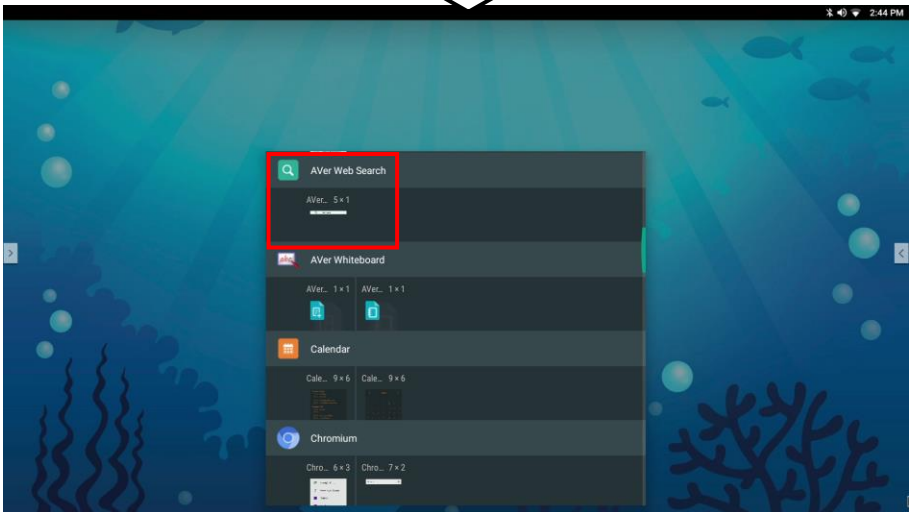 2:44 PM
AVer Web Search
AVer... 5×1
AVer Whiteboard
AVer... 1×1 AVer... 1×1
Calendar
Cale... 9×6 Cale... 9×6
Chromium
Chro... 6×3 Chro... 7×2